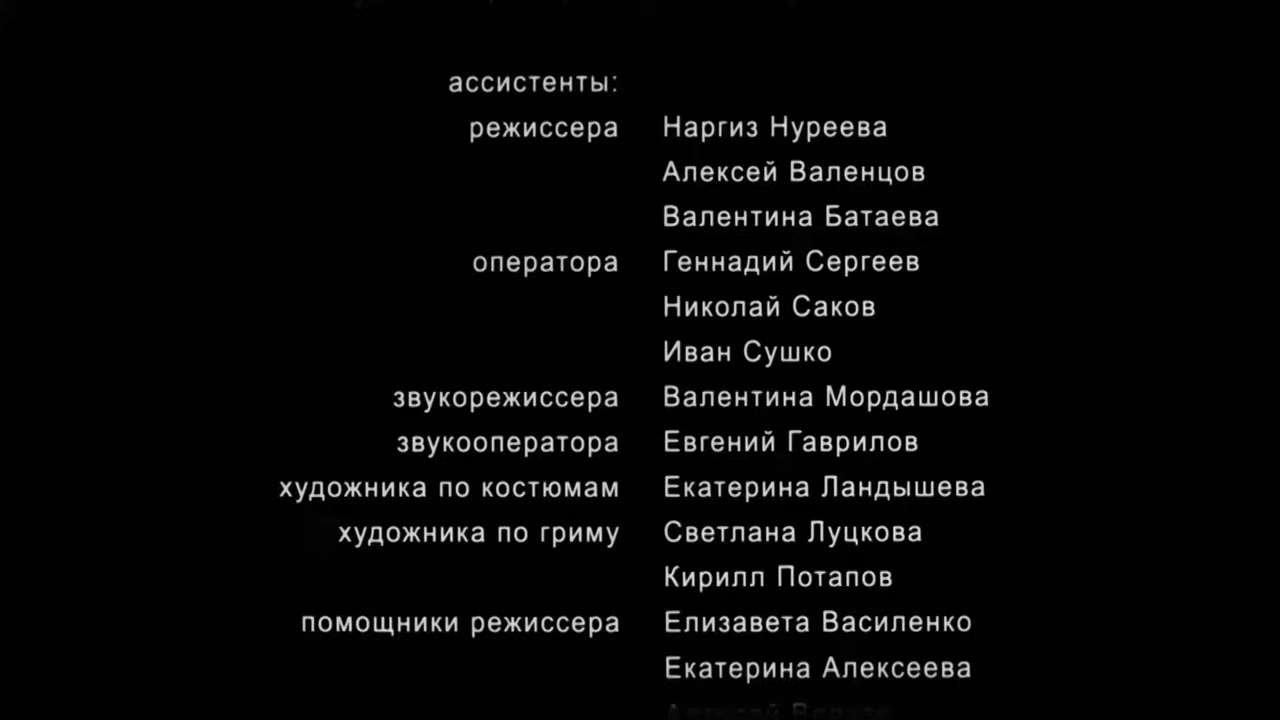 ассистенты:
режиссера Наргиз Нуреева
Алексей Валенцов
Валентина Батаева
оператора Геннадий Сергеев
Николай Саков
Иван Сушко
звукорежиссера Валентина Мордашова
звукооператора Евгений Гаврилов
художника по костюмам Екатерина Ландышева
художника по гриму Светлана Луцкова
Кирилл Потапов
помощники режиссера Елизавета Василенко
Екатерина Алексеева
Алексей